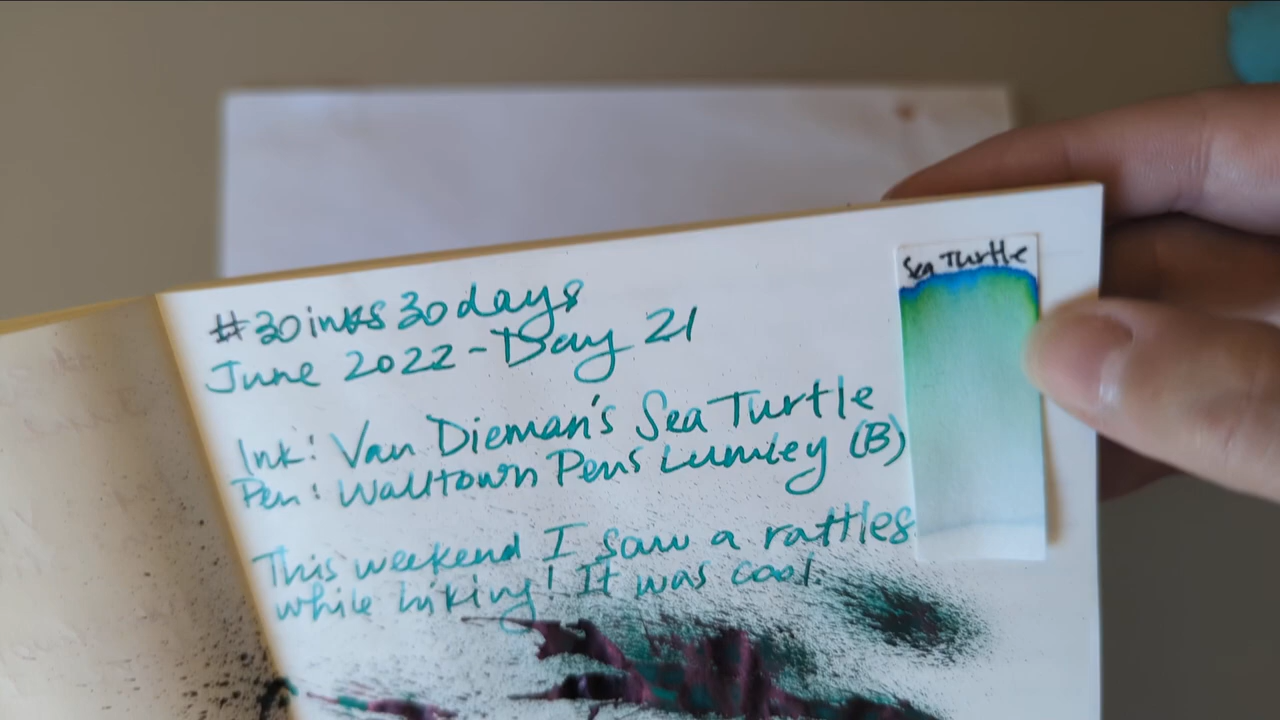 #30inks30days
June 2022-Day 21
Sea Turtle
Ink: Van Dieman's Sea Turtle
Pen: Walltown Pens Lumley (B)
This weekend I saw a rattles
while hiking! It was cool.